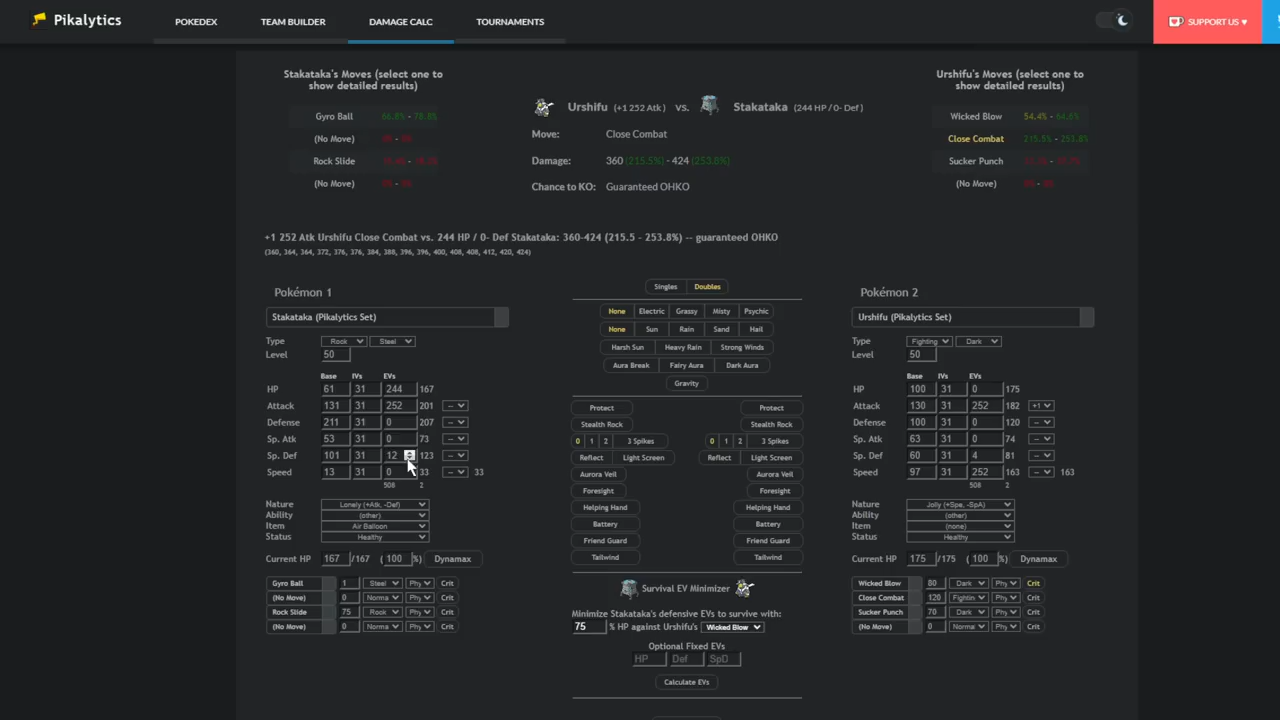 Pikalytics
POKEDEX
TEAM BUILDER
DAMAGE CALC
TOURNAMENTS
SUPPORT US ♥
Stakataka's Moves (select one to
show detailed results)
Gyro Ball 66.8% - 78.8%
(No Move)
Rock Slide
(No Move)
Urshifu (+1 252 Atk) vs. Stakataka (244 HP / 0- Def)
Move: Close Combat
Damage: 360 (215.5%) - 424 (253.8%)
Chance to KO: Guaranteed OHKO
Urshifu's Moves (select one to
show detailed results)
Wicked Blow 54.4% - 64.6%
Close Combat 215.5% - 253.8%
Sucker Punch
(No Move)
+1 252 Atk Urshifu Close Combat vs. 244 HP / 0- Def Stakataka: 360-424 (215.5 - 253.8%) -- guaranteed OHKO
(360, 364, 364, 372, 376, 376, 384, 388, 396, 396, 400, 408, 408, 412, 420, 424)
Pokémon 1
Stakataka (Pikalytics Set)
Type Rock Steel
Level 50
Base IVs EVs
HP 61 31 244 167
Attack 131 31 252 201 --
Defense 211 31 0 207 --
Sp. Atk 53 31 0 73 --
Sp. Def 101 31 12 123 --
Speed 13 31 0 33 -- 33
508 2
Nature Lonely (+Atk, -Def)
Ability (other)
Item Air Balloon
Status Healthy
Current HP 167 /167 ( 100 %) Dynamax
Gyro Ball 1 Steel Phy Crit
(No Move) 0 Norma Phy Crit
Rock Slide 75 Rock Phy Crit
(No Move) 0 Norma Phy Crit
Singles Doubles
None Electric Grassy Misty Psychic
None Sun Rain Sand Hail
Harsh Sun Heavy Rain Strong Winds
Aura Break Fairy Aura Dark Aura
Gravity
Protect Protect
Stealth Rock Stealth Rock
0 1 2 3 Spikes 0 1 2 3 Spikes
Reflect Light Screen Reflect Light Screen
Aurora Veil Aurora Veil
Foresight Foresight
Helping Hand Helping Hand
Battery Battery
Friend Guard Friend Guard
Tailwind Tailwind
Survival EV Minimizer
Minimize Stakataka's defensive EVs to survive with:
75 % HP against Urshifu's Wicked Blow
Optional Fixed EVs
HP Def SpD
Calculate EVs
Pokémon 2
Urshifu (Pikalytics Set)
Type Fighting Dark
Level 50
Base IVs EVs
HP 100 31 0 175
Attack 130 31 252 182 +1
Defense 100 31 0 120 --
Sp. Atk 63 31 0 74 --
Sp. Def 60 31 4 81 --
Speed 97 31 252 163 -- 163
508 2
Nature Jolly (+Spe, -SpA)
Ability (other)
Item (none)
Status Healthy
Current HP 175 /175 ( 100 %) Dynamax
Wicked Blow 80 Dark Phy Crit
Close Combat 120 Fightin Phy Crit
Sucker Punch 70 Dark Phy Crit
(No Move) 0 Normal Phy Crit